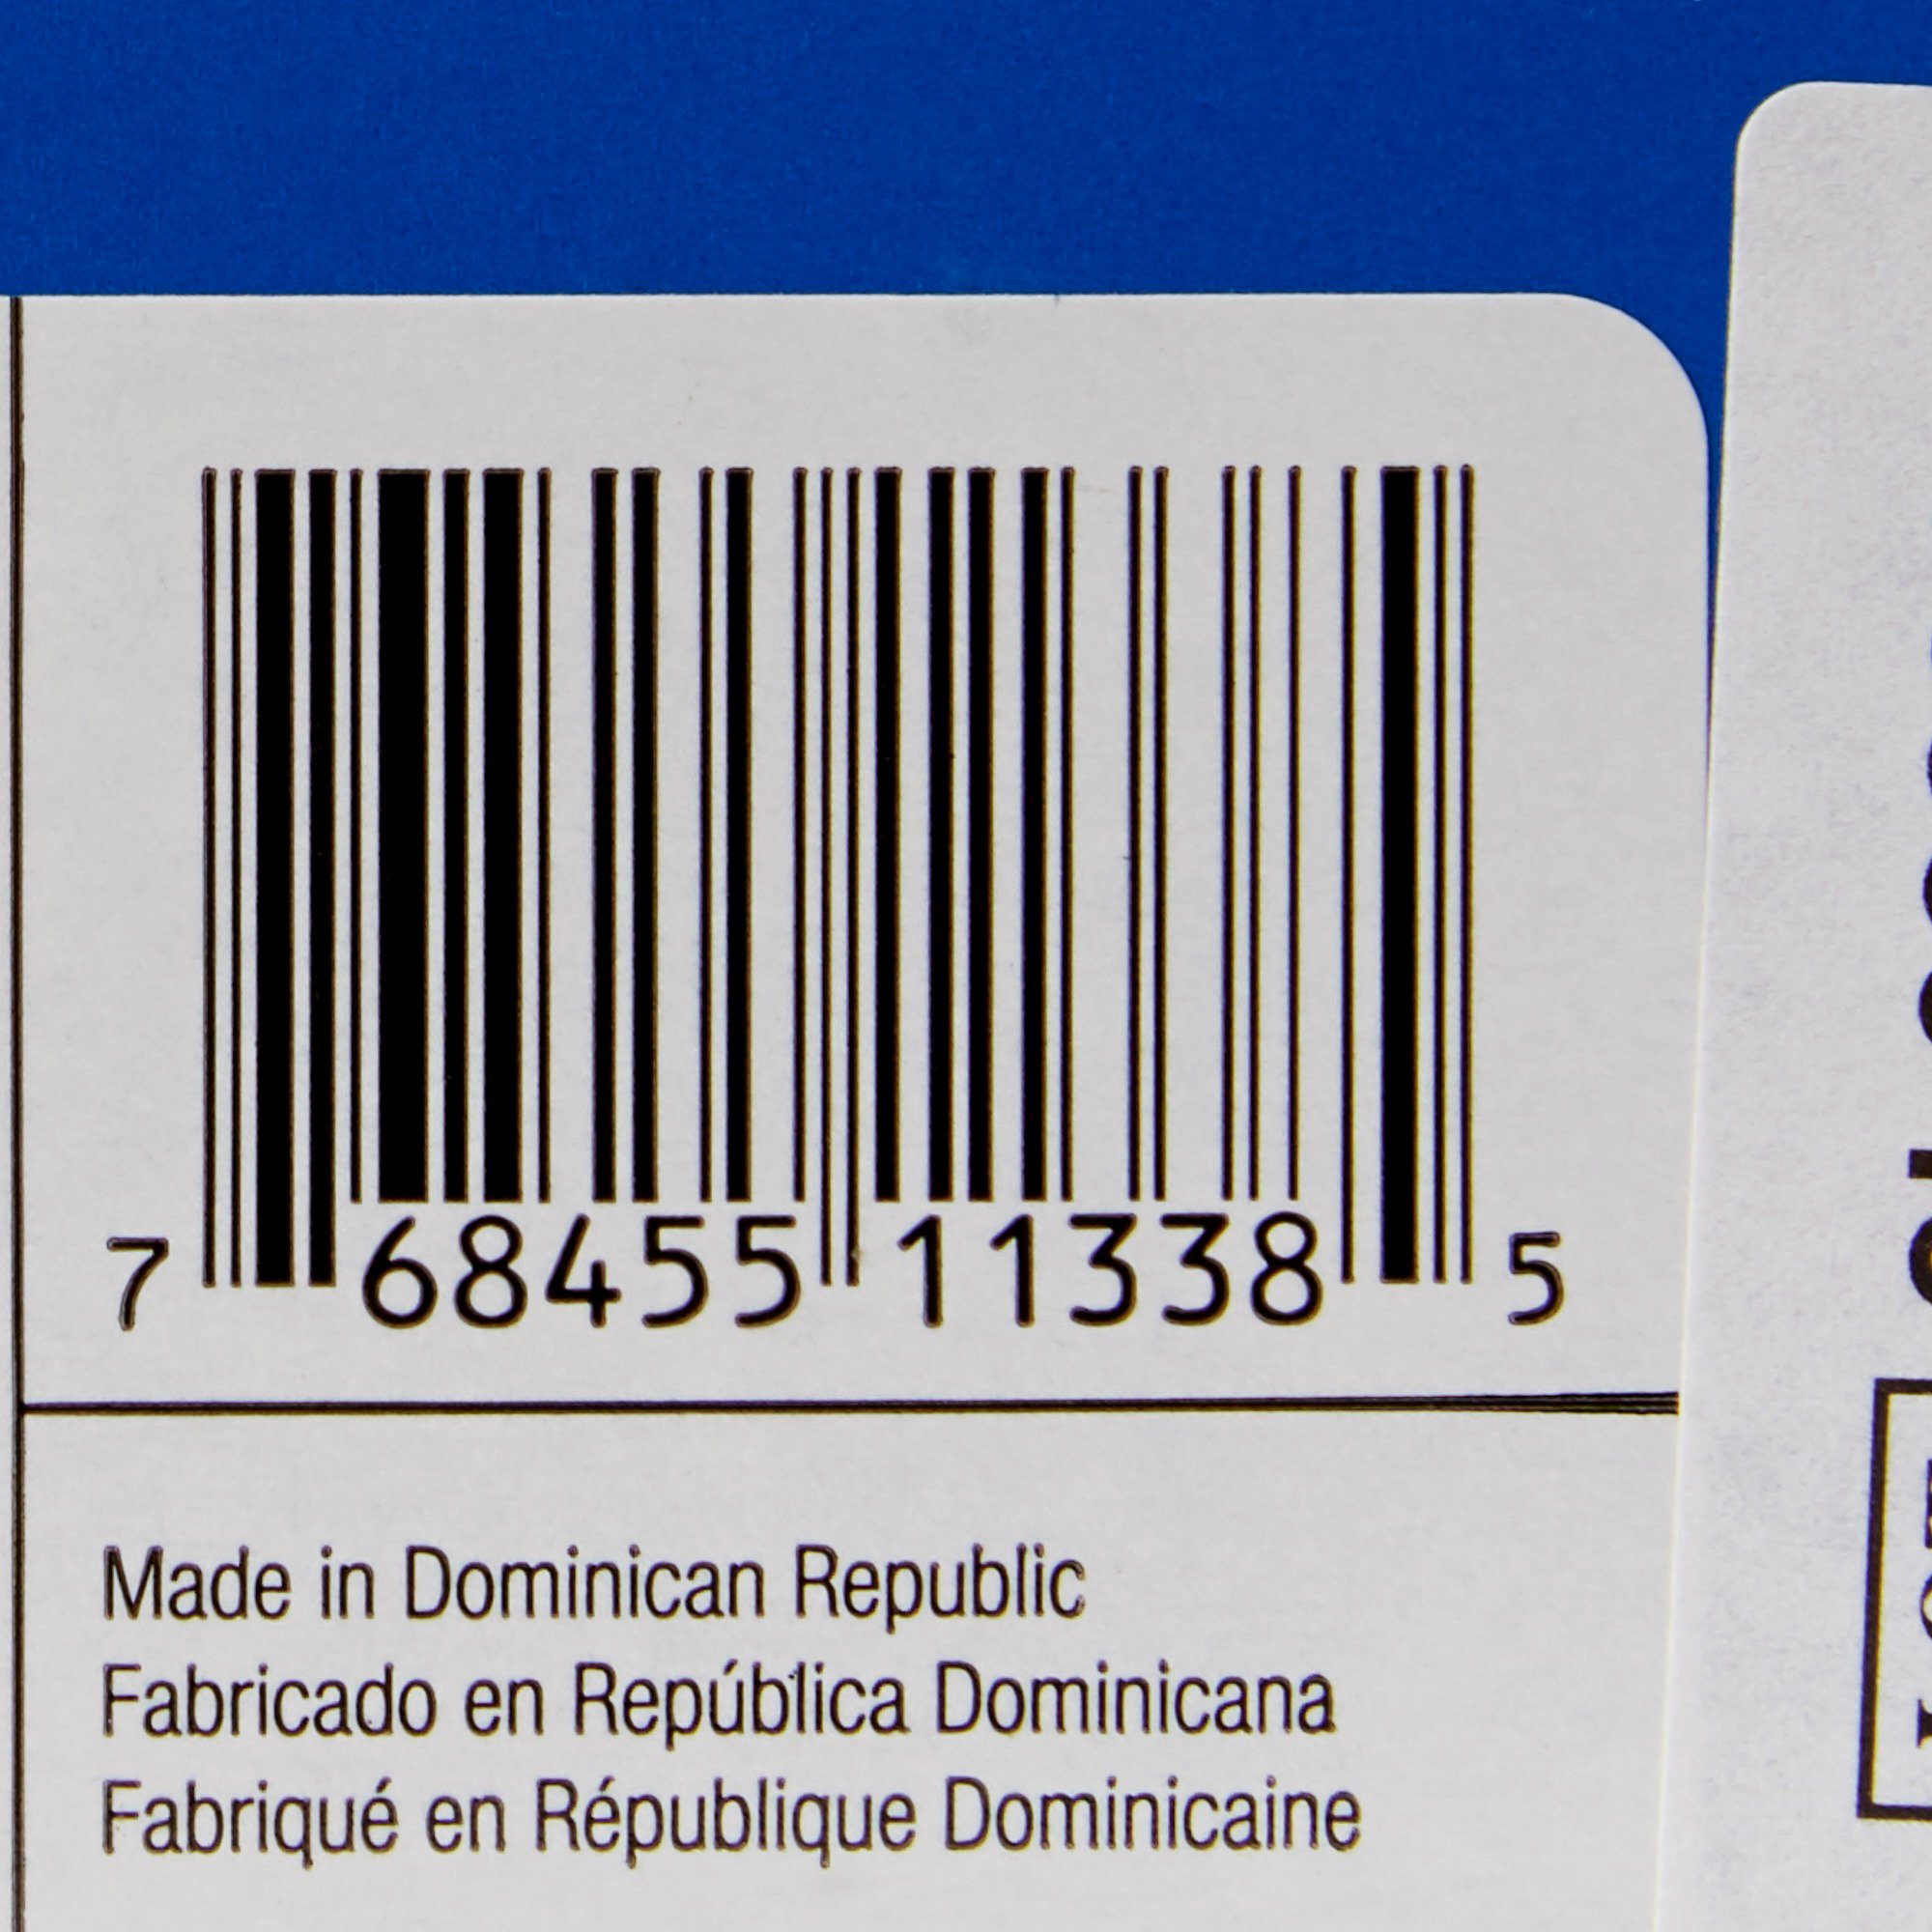 7 68455 11338 5
Made in Dominican Republic
Fabricado en República Dominicana
Fabriqué en République Dominicaine